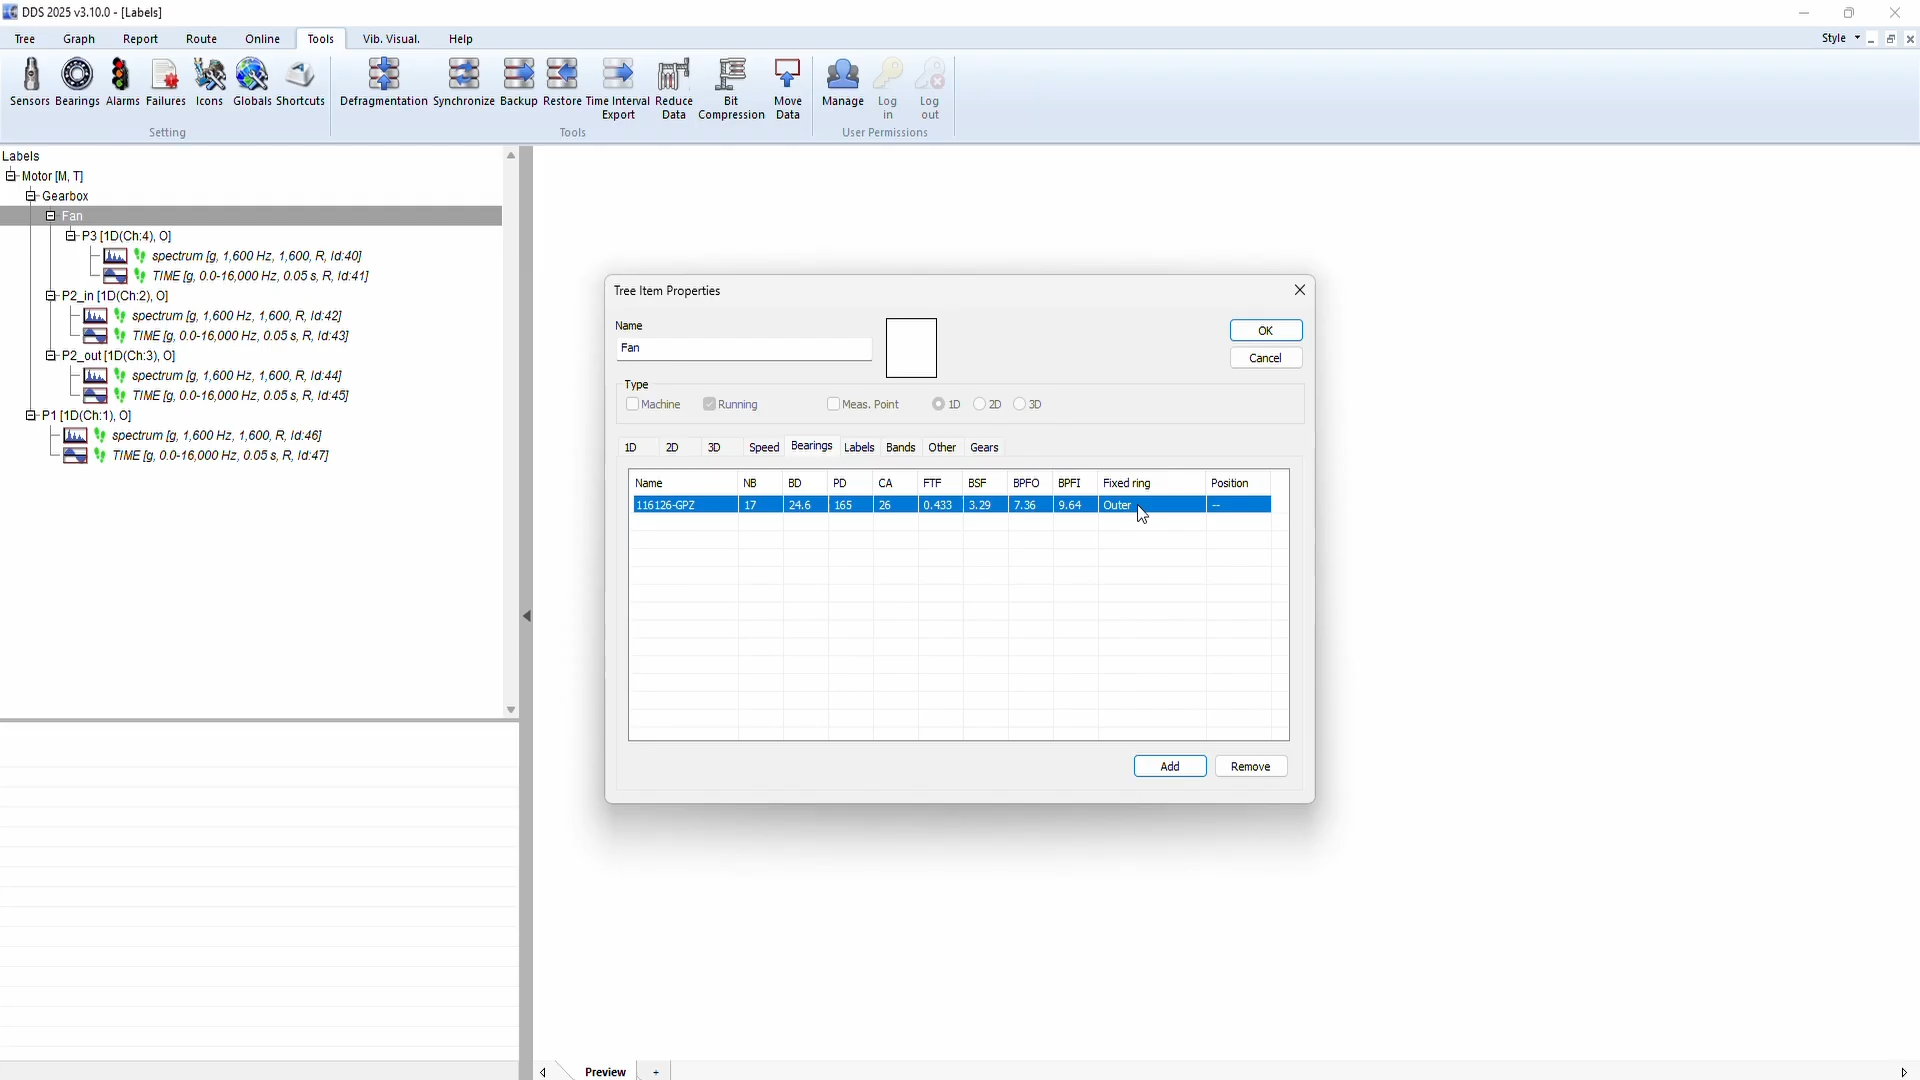 DDS 2025 v3.10.0 - [Labels]
Tree Graph Report Route Online Tools Vib. Visual. Help Style
Sensors Bearings Alarms Failures Icons Globals Shortcuts Defragmentation Synchronize Backup Restore Time Interval Export Reduce Data Bit Compression Move Data Manage Log in Log out
Setting Tools User Permissions
Labels
Motor [M, T]
Gearbox
Fan
P3 [1D(Ch:4), O]
spectrum [g, 1,600 Hz, 1,600, R, Id:40]
TIME [g, 0.0-16,000 Hz, 0.05 s, R, Id:41]
P2_in [1D(Ch:2), O]
spectrum [g, 1,600 Hz, 1,600, R, Id:42]
TIME [g, 0.0-16,000 Hz, 0.05 s, R, Id:43]
P2_out [1D(Ch:3), O]
spectrum [g, 1,600 Hz, 1,600, R, Id:44]
TIME [g, 0.0-16,000 Hz, 0.05 s, R, Id:45]
P1 [1D(Ch:1), O]
spectrum [g, 1,600 Hz, 1,600, R, Id:46]
TIME [g, 0.0-16,000 Hz, 0.05 s, R, Id:47]
Tree Item Properties
Name
Fan
OK
Cancel
Type
Machine Running Meas. Point 1D 2D 3D
1D 2D 3D Speed Bearings Labels Bands Other Gears
Name NB BD PD CA FTF BSF BPFO BPFI Fixed ring Position
116126-GPZ 17 24.6 165 26 0.433 3.29 7.36 9.64 Outer --
Add Remove
Preview +